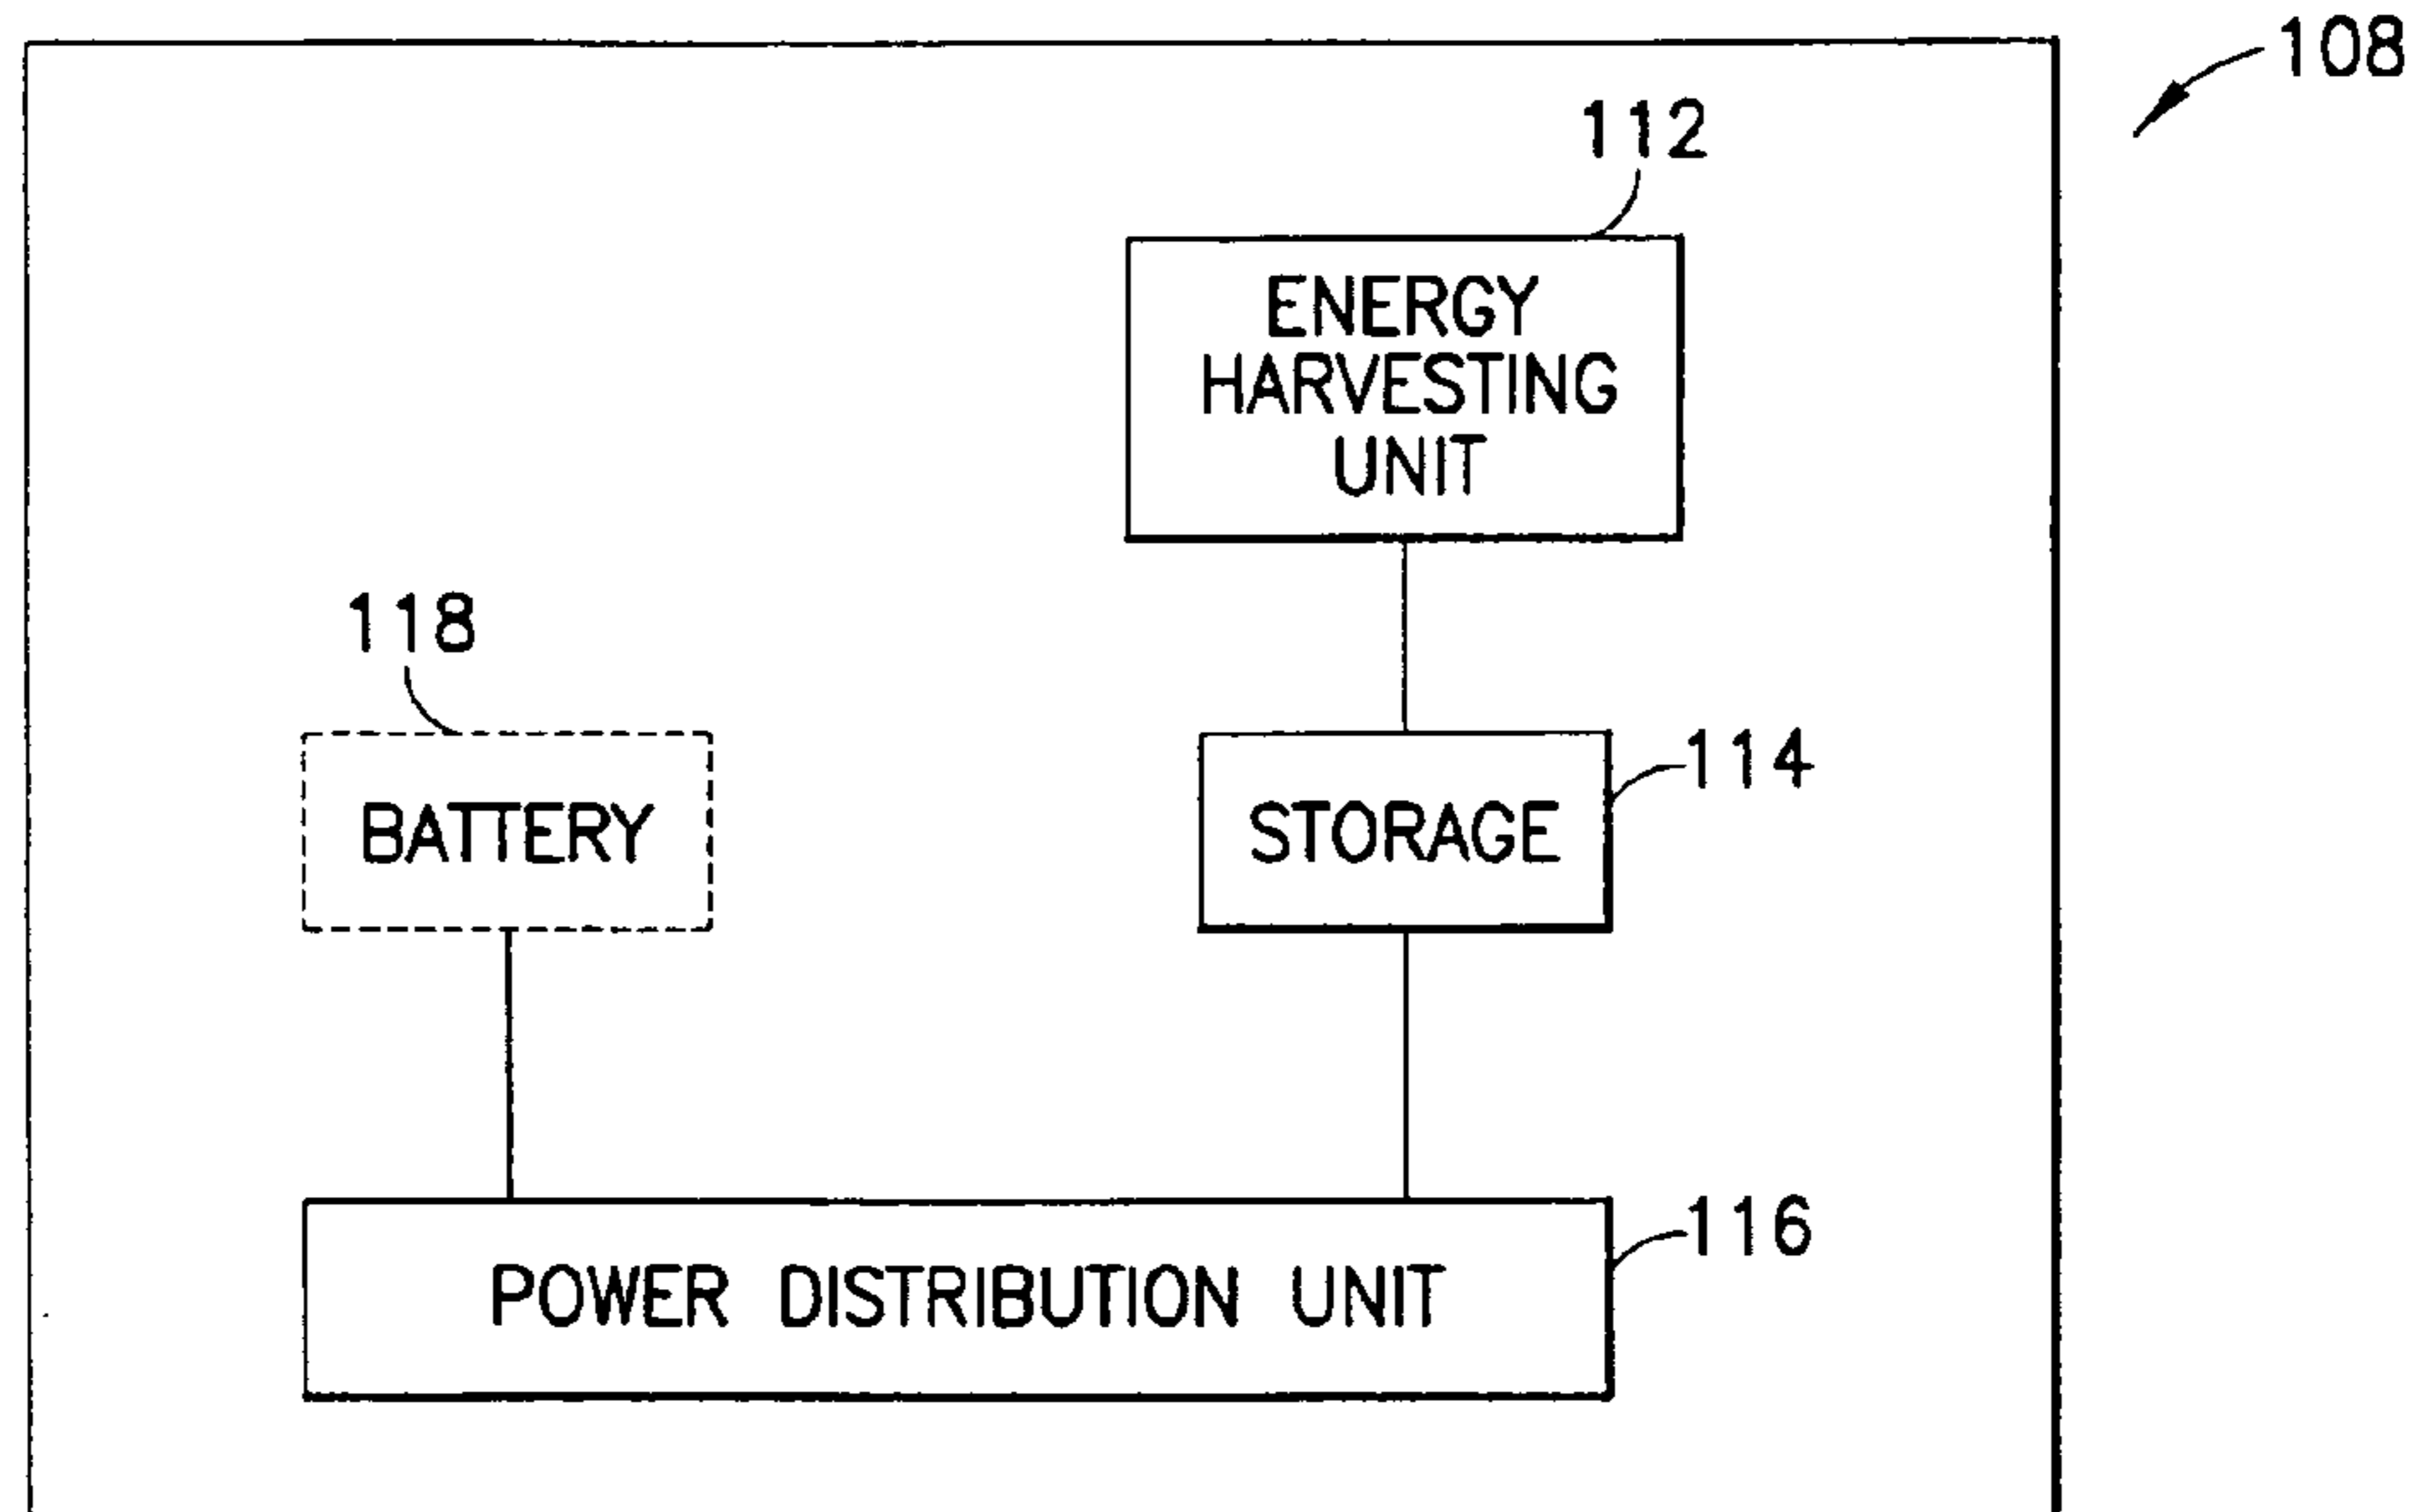 108
112
ENERGY
HARVESTING
UNIT
118
114
BATTERY
STORAGE
116
POWER DISTRIBUTION UNIT